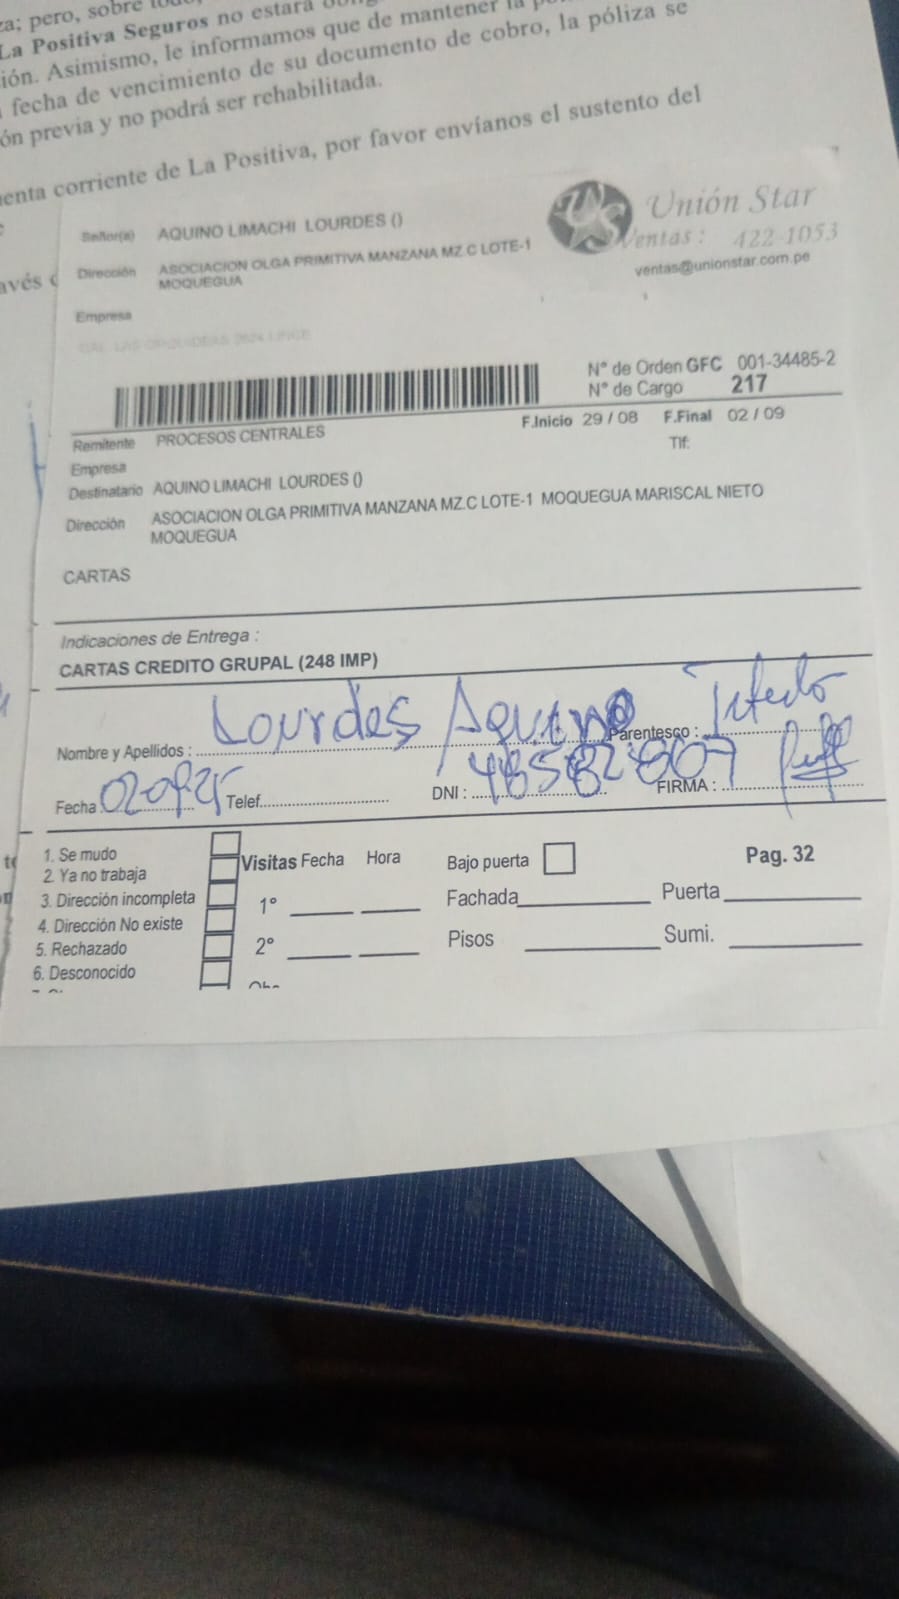 La Positiva Seguros no estará
ión. Asimismo, le informamos que de mantener la
fecha de vencimiento de su documento de cobro, la póliza se
ón previa y no podrá ser rehabilitada.
enta corriente de La Positiva, por favor envíanos el sustento del
avés
Señor(a) AQUINO LIMACHI LOURDES ()
Dirección ASOCIACION OLGA PRIMITIVA MANZANA MZ.C LOTE-1
MOQUEGUA
Empresa
CAL. LAS ORQUIDEAS 2624 LINCE
Unión Star
Ventas: 422-1053
ventas@unionstar.com.pe
N° de Orden GFC 001-34485-2
N° de Cargo 217
F.Inicio 29 / 08 F.Final 02 / 09
Remitente PROCESOS CENTRALES
Tlf:
Empresa
Destinatario AQUINO LIMACHI LOURDES ()
Dirección ASOCIACION OLGA PRIMITIVA MANZANA MZ.C LOTE-1 MOQUEGUA MARISCAL NIETO
MOQUEGUA
CARTAS
Indicaciones de Entrega :
CARTAS CREDITO GRUPAL (248 IMP)
Nombre y Apellidos : Lourdes Aquino Parentesco :
Fecha Telef. DNI : FIRMA :
1. Se mudo
2. Ya no trabaja
3. Dirección incompleta
4. Dirección No existe
5. Rechazado
6. Desconocido
Visitas Fecha Hora
1°
2°
Bajo puerta
Pag. 32
Fachada Puerta
Pisos Sumi.